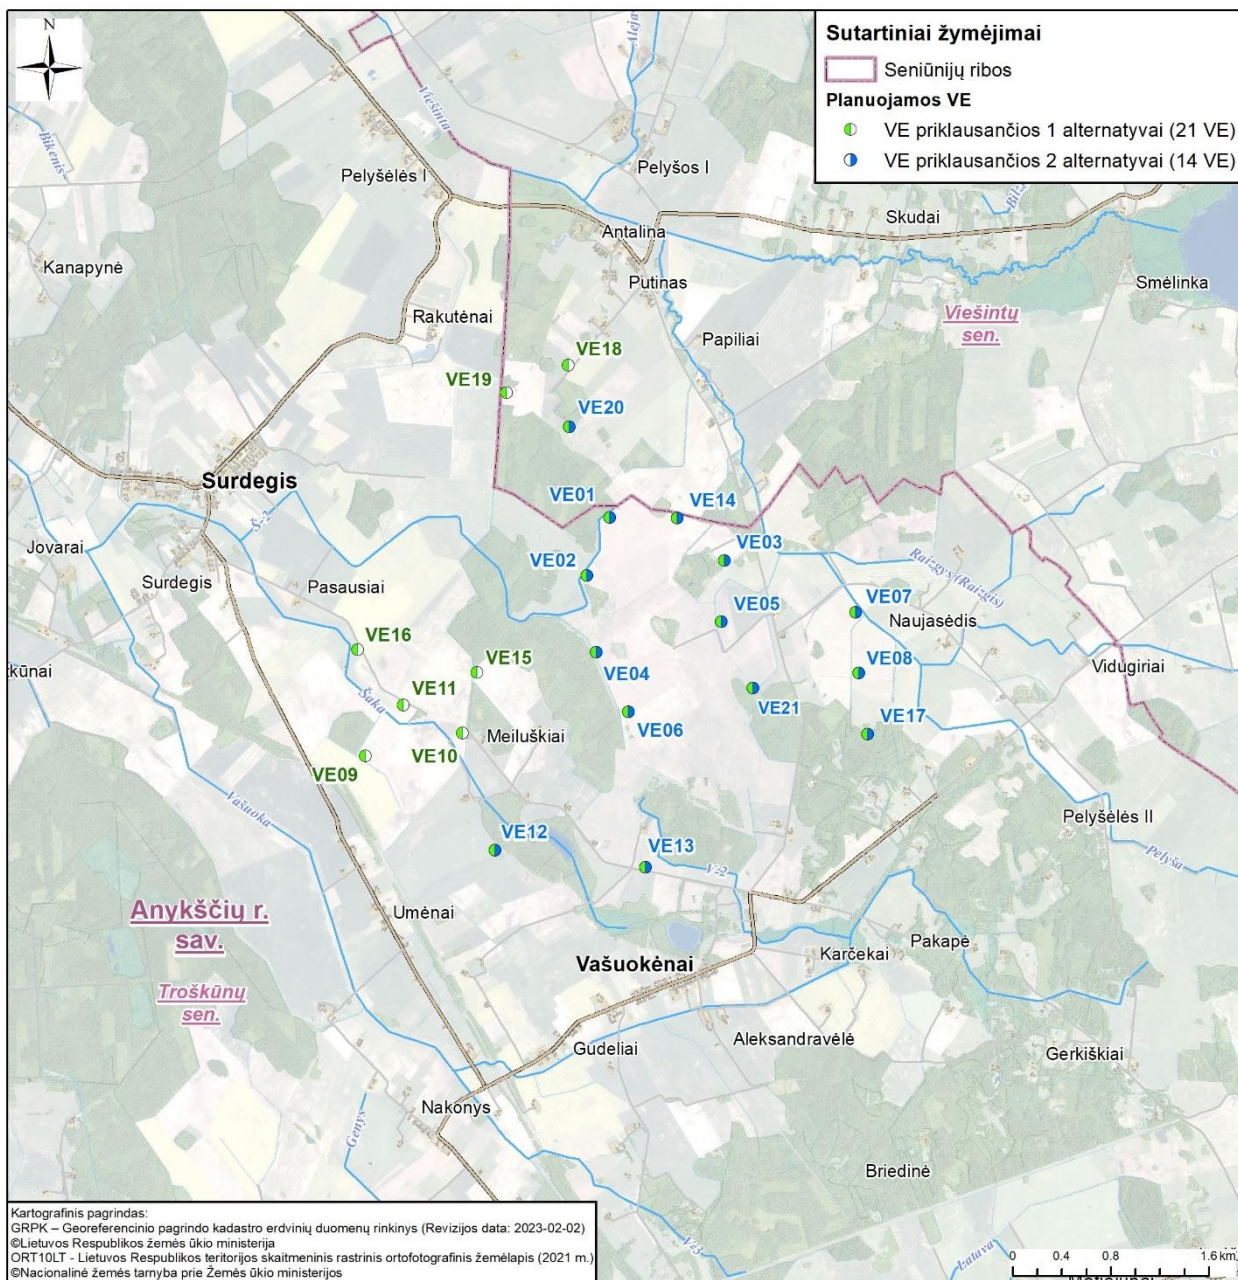 N
Sutartiniai žymėjimai
Seniūnijų ribos
Planuojamos VE
VE priklausančios 1 alternatyvai (21 VE)
VE priklausančios 2 alternatyvai (14 VE)
Bikenis
Viešinta
Pelyšėlės I
Pelyšos I
Skudai
Antalina
Kanapynė
Putinas
Smėlinka
Rakutėnai
Viešintų
sen.
Papiliai
VE18
VE19
VE20
Surdegis
VE01
VE14
Š-2
Jovarai
VE03
VE02
Raizgys (Raizgis)
Surdegis
Pasausiai
VE07
VE05
Naujasėdis
VE16
VE15
VE08
Vidugiriai
VE04
VE11
Šaka
VE21
VE17
VE06
Meiluškiai
VE10
VE09
Vašuoka
Pelyšėlės II
VE12
VE13
Pelyša
V-2
Anykščių r.
sav.
Umėnai
Pakapė
Karčekai
Vašuokėnai
Troškūnų
sen.
Aleksandravėlė
Gudeliai
Gerkiškiai
Nakonys
Genys
Briedinė
V-3
Latava
0 0.4 0.8 1.6 km
Kartografinis pagrindas:
GRPK – Georeferencinio pagrindo kadastro erdvinių duomenų rinkinys (Revizijos data: 2023-02-02)
©Lietuvos Respublikos žemės ūkio ministerija
ORT10LT - Lietuvos Respublikos teritorijos skaitmeninis rastrinis ortofotografinis žemėlapis (2021 m.)
©Nacionalinė žemės tarnyba prie Žemės ūkio ministerijos